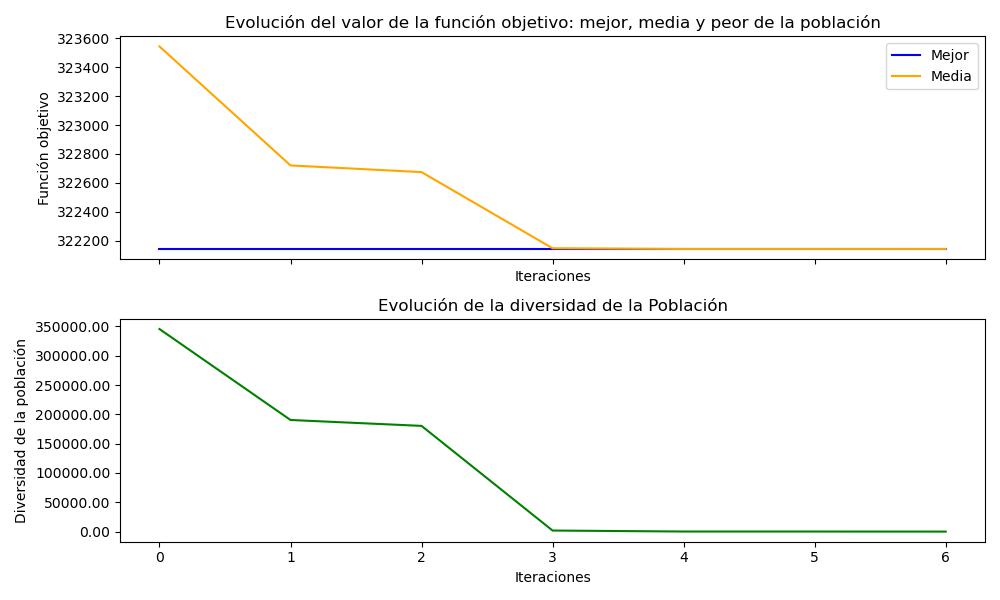 Evolución del valor de la función objetivo: mejor, media y peor de la población
323600
323400
323200
323000
322800
322600
322400
322200
Función objetivo
Mejor
Media
Iteraciones
Evolución de la diversidad de la Población
350000.00
300000.00
250000.00
200000.00
150000.00
100000.00
50000.00
0.00
Diversidad de la población
0 1 2 3 4 5 6
Iteraciones